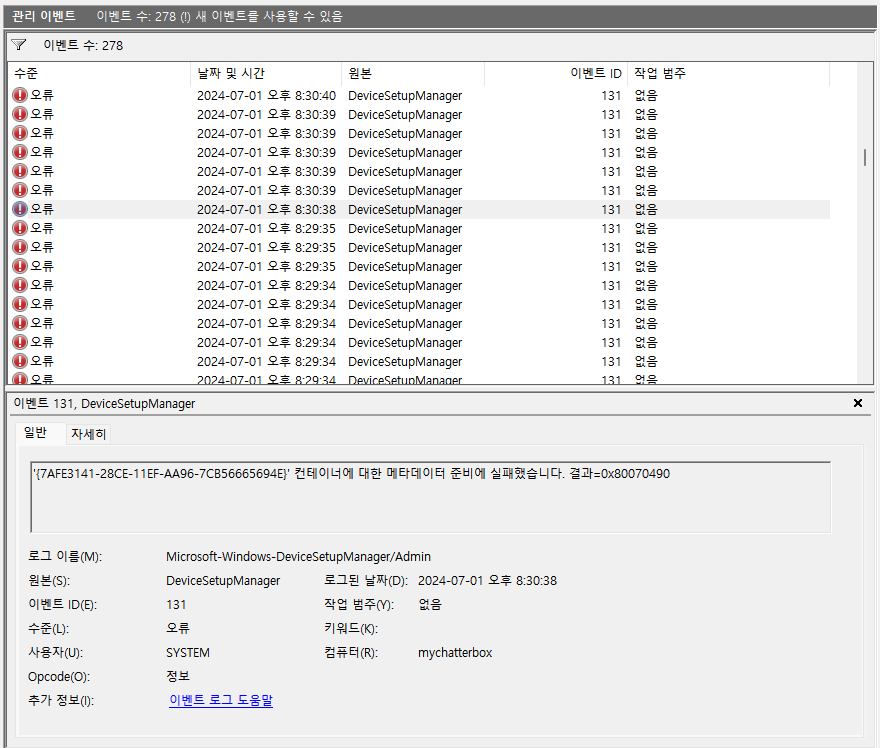 관리 이벤트 이벤트 수: 278 (!) 새 이벤트를 사용할 수 있음
이벤트 수: 278
수준 날짜 및 시간 원본 이벤트 ID 작업 범주
오류 2024-07-01 오후 8:30:40 DeviceSetupManager 131 없음
오류 2024-07-01 오후 8:30:39 DeviceSetupManager 131 없음
오류 2024-07-01 오후 8:30:39 DeviceSetupManager 131 없음
오류 2024-07-01 오후 8:30:39 DeviceSetupManager 131 없음
오류 2024-07-01 오후 8:30:39 DeviceSetupManager 131 없음
오류 2024-07-01 오후 8:30:39 DeviceSetupManager 131 없음
오류 2024-07-01 오후 8:30:38 DeviceSetupManager 131 없음
오류 2024-07-01 오후 8:29:35 DeviceSetupManager 131 없음
오류 2024-07-01 오후 8:29:35 DeviceSetupManager 131 없음
오류 2024-07-01 오후 8:29:35 DeviceSetupManager 131 없음
오류 2024-07-01 오후 8:29:34 DeviceSetupManager 131 없음
오류 2024-07-01 오후 8:29:34 DeviceSetupManager 131 없음
오류 2024-07-01 오후 8:29:34 DeviceSetupManager 131 없음
오류 2024-07-01 오후 8:29:34 DeviceSetupManager 131 없음
오류 2024-07-01 오후 8:29:34 DeviceSetupManager 131 없음
오류 2024-07-01 오후 8:29:34 DeviceSetupManager 131 없음
이벤트 131, DeviceSetupManager
일반 자세히
'{7AFE3141-28CE-11EF-AA96-7CB56665694E}' 컨테이너에 대한 메타데이터 준비에 실패했습니다. 결과=0x80070490
로그 이름(M): Microsoft-Windows-DeviceSetupManager/Admin
원본(S): DeviceSetupManager 로그된 날짜(D): 2024-07-01 오후 8:30:38
이벤트 ID(E): 131 작업 범주(Y): 없음
수준(L): 오류 키워드(K):
사용자(U): SYSTEM 컴퓨터(R): mychatterbox
Opcode(O): 정보
추가 정보(I): 이벤트 로그 도움말